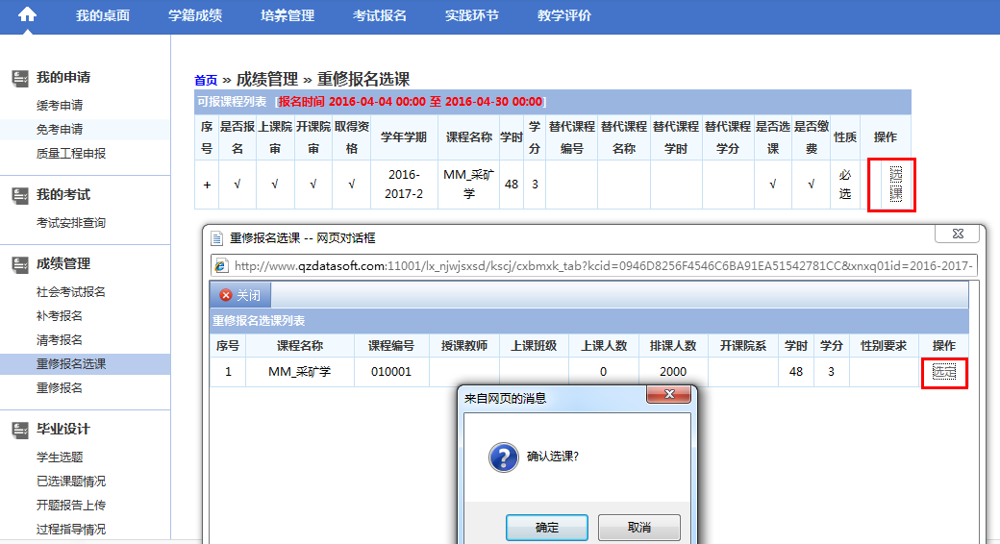 我的桌面 学籍成绩 培养管理 考试报名 实践环节 教学评价
我的申请
缓考申请
免考申请
质量工程申报
我的考试
考试安排查询
成绩管理
社会考试报名
补考报名
清考报名
重修报名选课
重修报名
毕业设计
学生选题
已选课题情况
开题报告上传
过程指导情况
首页 » 成绩管理 » 重修报名选课
可报课程列表 [报名时间 2016-04-04 00:00 至 2016-04-30 00:00]
序号 是否报名 上课院审 开课院审 取得资格 学年学期 课程名称 学时 学分 替代课程编号 替代课程名称 替代课程学时 替代课程学分 是否选课 是否缴费 性质 操作
+ √ √ √ √ 2016-2017-2 MM_采矿学 48 3 √ √ 必选 选课
重修报名选课 -- 网页对话框
http://www.qzdatasoft.com:11001/lx_njwjsxsd/kscj/cxbmxk_tab?kcid=0946D8256F4546C6BA91EA51542781CC&xnxq01id=2016-2017-
关闭
重修报名选课列表
序号 课程名称 课程编号 授课教师 上课班级 上课人数 排课人数 开课院系 学时 学分 性别要求 操作
1 MM_采矿学 010001 0 2000 48 3 选定
来自网页的消息
确认选课?
确定 取消